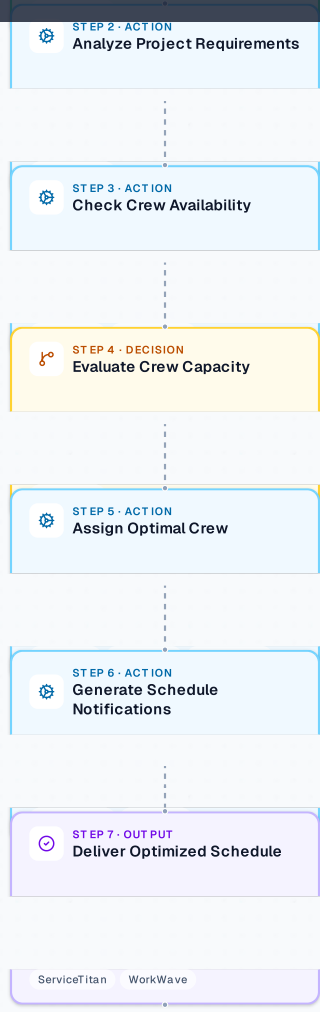 STEP 2 · ACTION
Analyze Project Requirements
STEP 3 · ACTION
Check Crew Availability
STEP 4 · DECISION
Evaluate Crew Capacity
STEP 5 · ACTION
Assign Optimal Crew
STEP 6 · ACTION
Generate Schedule
Notifications
STEP 7 · OUTPUT
Deliver Optimized Schedule
ServiceTitan WorkWave